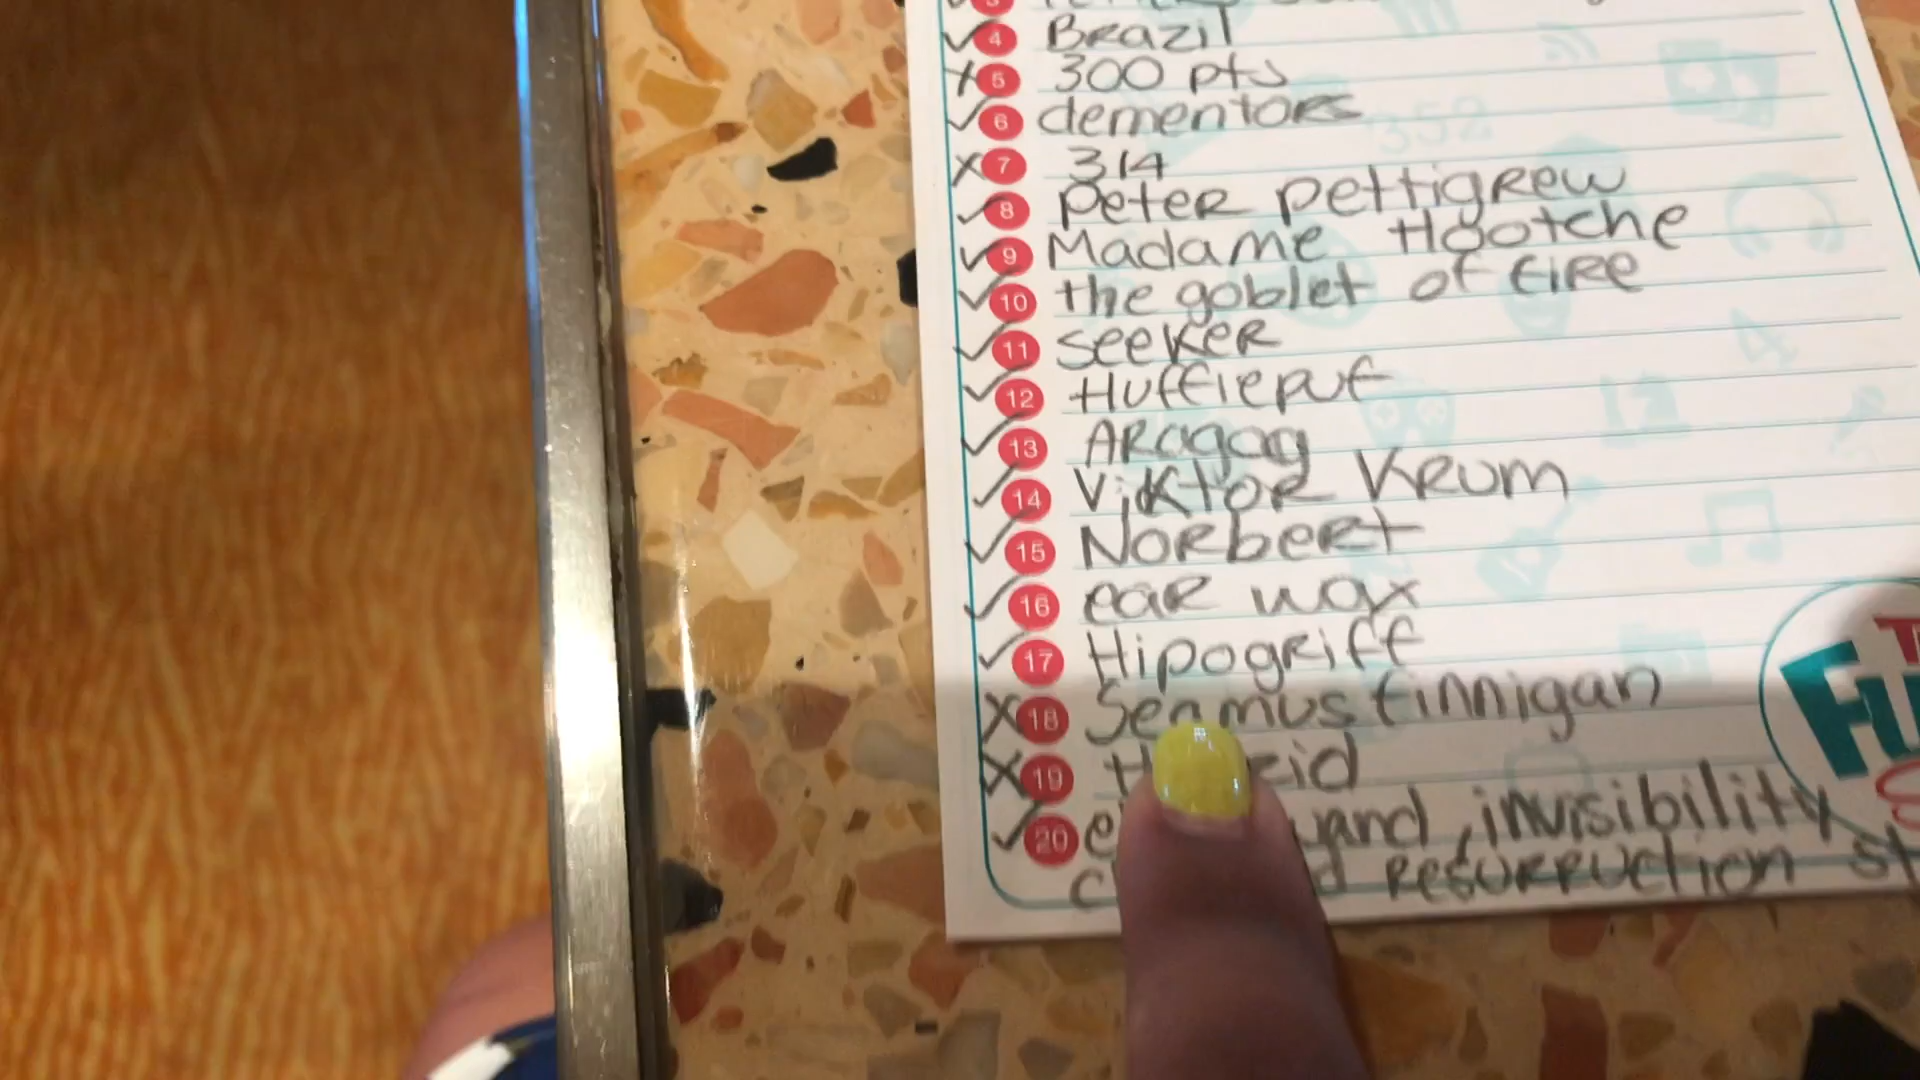 4 Brazil
5 300 pts
6 dementors
7 314
8 Peter pettigrew
9 Madame Hootche
10 the goblet of fire
11 seeker
12 Hufflepuf
13 Aragog
14 Viktor Krum
15 Norbert
16 ear wax
17 Hipogriff
18 Seamus finnigan
19
20 wand, invisibility
resurruction